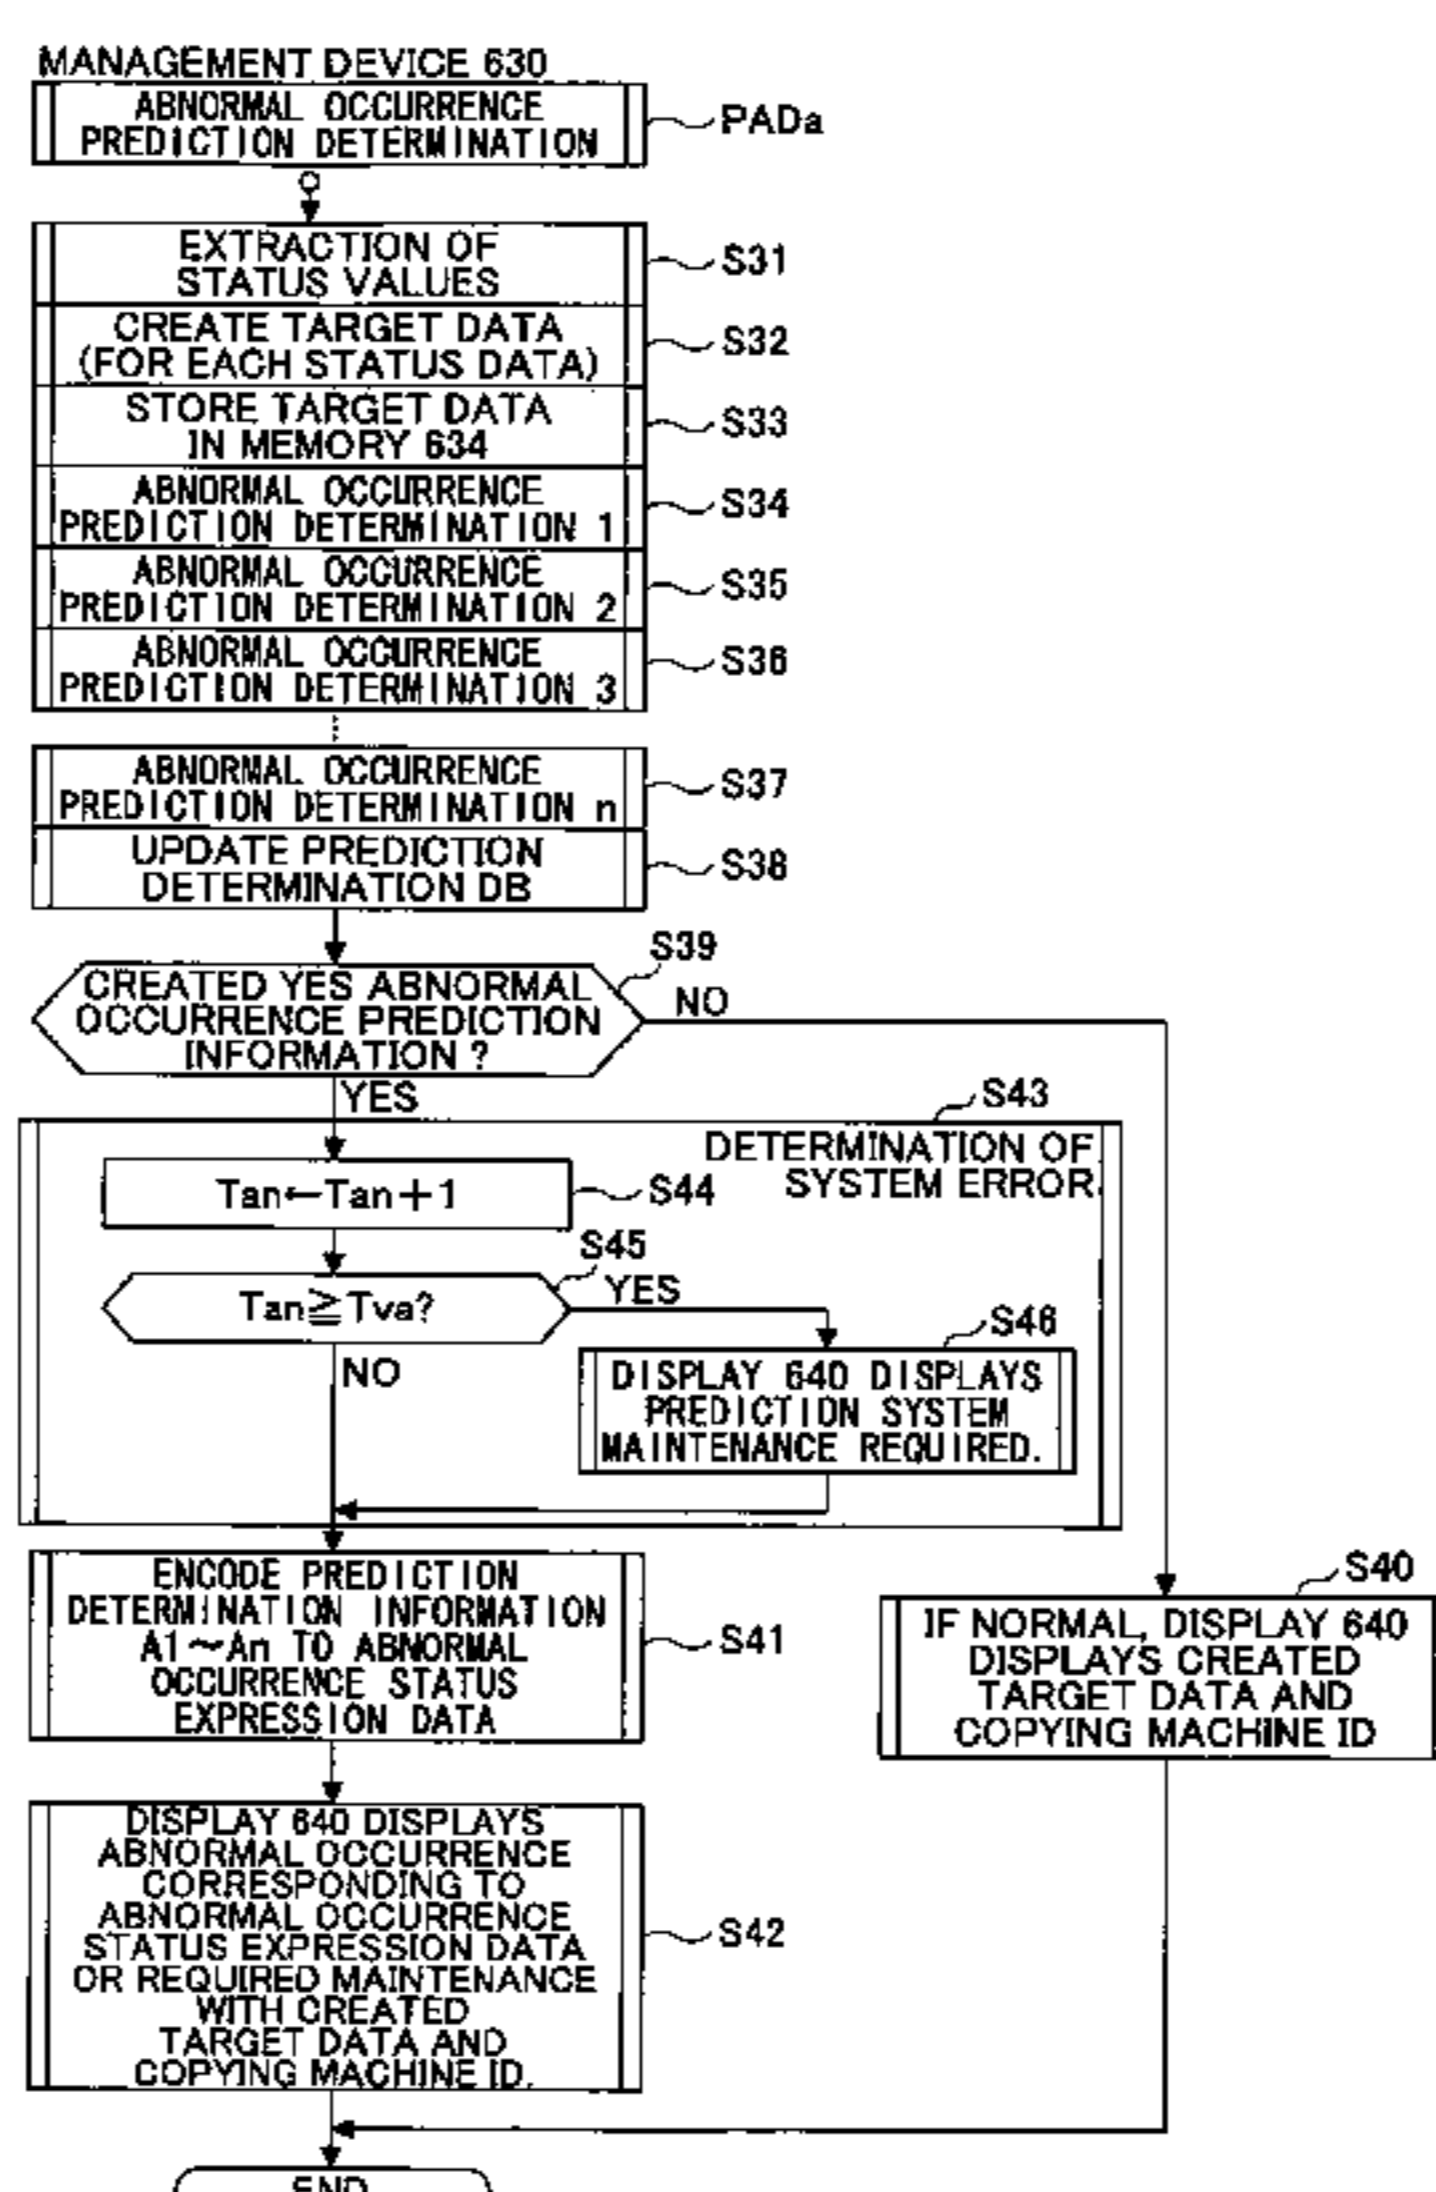 MANAGEMENT DEVICE 630
ABNORMAL OCCURRENCE
PREDICTION DETERMINATION
PADa
EXTRACTION OF
STATUS VALUES
S31
CREATE TARGET DATA
(FOR EACH STATUS DATA)
S32
STORE TARGET DATA
IN MEMORY 634
S33
ABNORMAL OCCURRENCE
PREDICTION DETERMINATION 1
S34
ABNORMAL OCCURRENCE
PREDICTION DETERMINATION 2
S35
ABNORMAL OCCURRENCE
PREDICTION DETERMINATION 3
S36
ABNORMAL OCCURRENCE
PREDICTION DETERMINATION n
S37
UPDATE PREDICTION
DETERMINATION DB
S38
S39
CREATED YES ABNORMAL
OCCURRENCE PREDICTION
INFORMATION ?
NO
YES
S43
DETERMINATION OF
SYSTEM ERROR
Tan←Tan+1
S44
S45
Tan≧Tva?
YES
NO
S46
DISPLAY 640 DISPLAYS
PREDICTION SYSTEM
MAINTENANCE REQUIRED.
ENCODE PREDICTION
DETERMINATION INFORMATION
A1～An TO ABNORMAL
OCCURRENCE STATUS
EXPRESSION DATA
S41
S40
IF NORMAL, DISPLAY 640
DISPLAYS CREATED
TARGET DATA AND
COPYING MACHINE ID
DISPLAY 640 DISPLAYS
ABNORMAL OCCURRENCE
CORRESPONDING TO
ABNORMAL OCCURRENCE
STATUS EXPRESSION DATA
OR REQUIRED MAINTENANCE
WITH CREATED
TARGET DATA AND
COPYING MACHINE ID.
S42
END